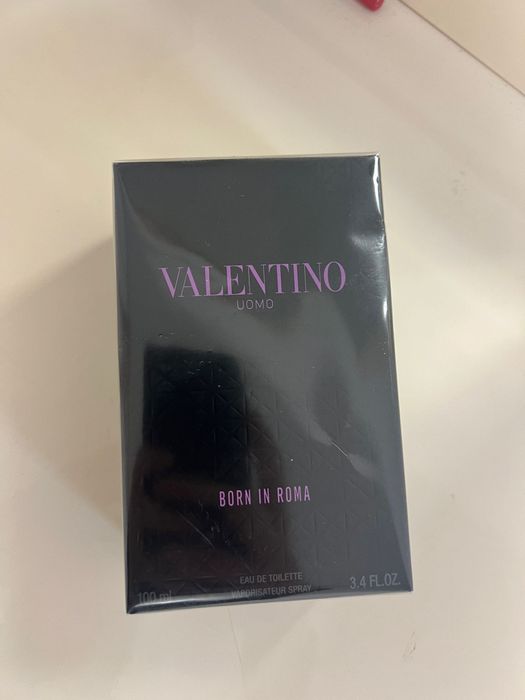 VALENTINO
UOMO
BORN IN ROMA
EAU DE TOILETTE
100 ml VAPORISATEUR SPRAY 3.4 FL.OZ.